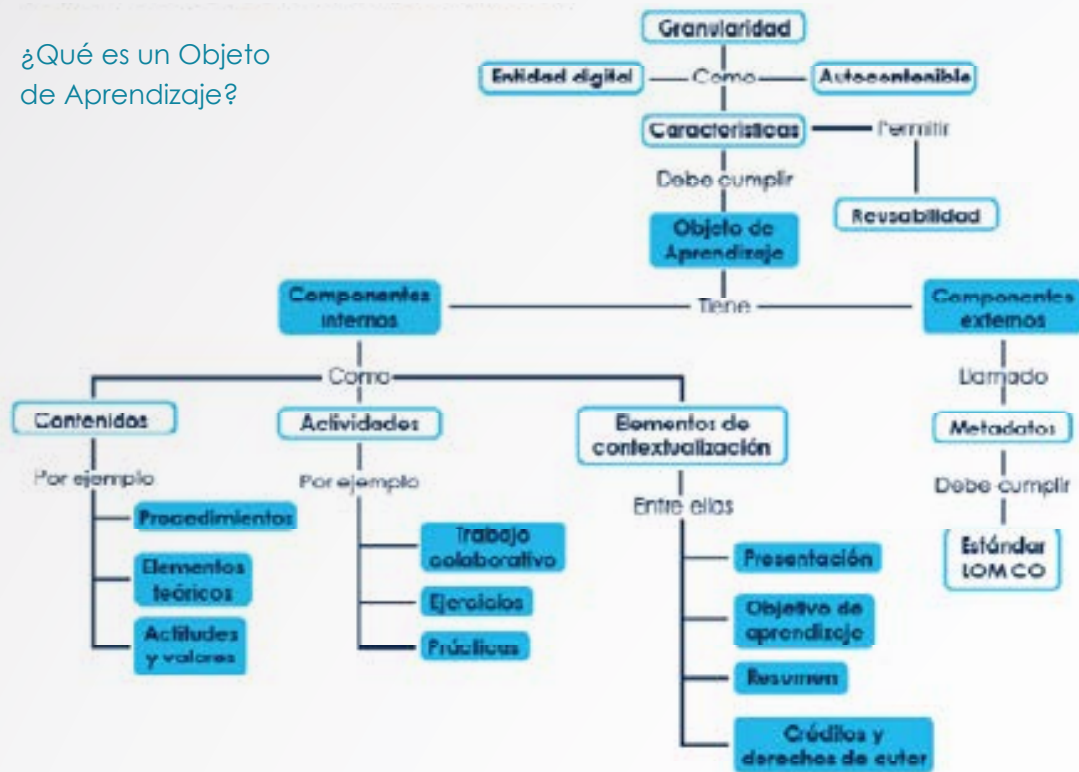 ¿Qué es un Objeto
de Aprendizaje?
Granularidad
Entidad digital
Como
Autocontenible
Características
Permitir
Debe cumplir
Reusabilidad
Objeto de
Aprendizaje
Componentes
internos
Tiene
Componentes
externos
Como
Llamado
Contenidos
Actividades
Elementos de
contextualización
Metadatos
Por ejemplo
Por ejemplo
Entre ellas
Debe cumplir
Procedimientos
Elementos
teóricos
Actitudes
y valores
Trabajo
colaborativo
Ejercicios
Prácticas
Presentación
Objetivo de
aprendizaje
Resumen
Créditos y
derechos de autor
Estándar
LOM CO